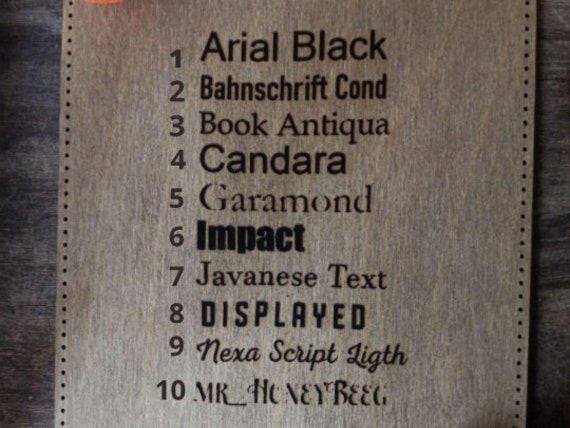 1 Arial Black
2 Bahnschrift Cond
3 Book Antiqua
4 Candara
5 Garamond
6 Impact
7 Javanese Text
8 DISPLAYED
9 Nexa Script Ligth
10 MR_HONEYBEEG